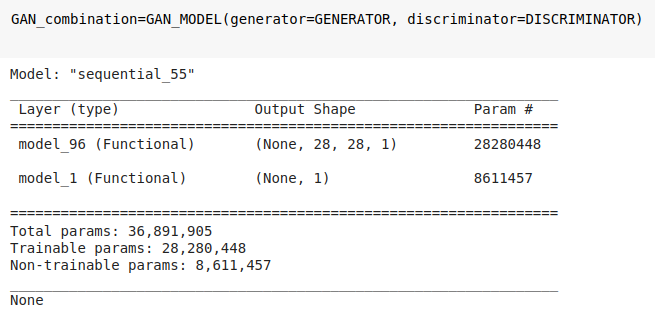 GAN_combination=GAN_MODEL(generator=GENERATOR, discriminator=DISCRIMINATOR)
Model: "sequential_55"
_________________________________________________________________
Layer (type) Output Shape Param #
=================================================================
model_96 (Functional) (None, 28, 28, 1) 28280448
model_1 (Functional) (None, 1) 8611457
=================================================================
Total params: 36,891,905
Trainable params: 28,280,448
Non-trainable params: 8,611,457
_________________________________________________________________
None